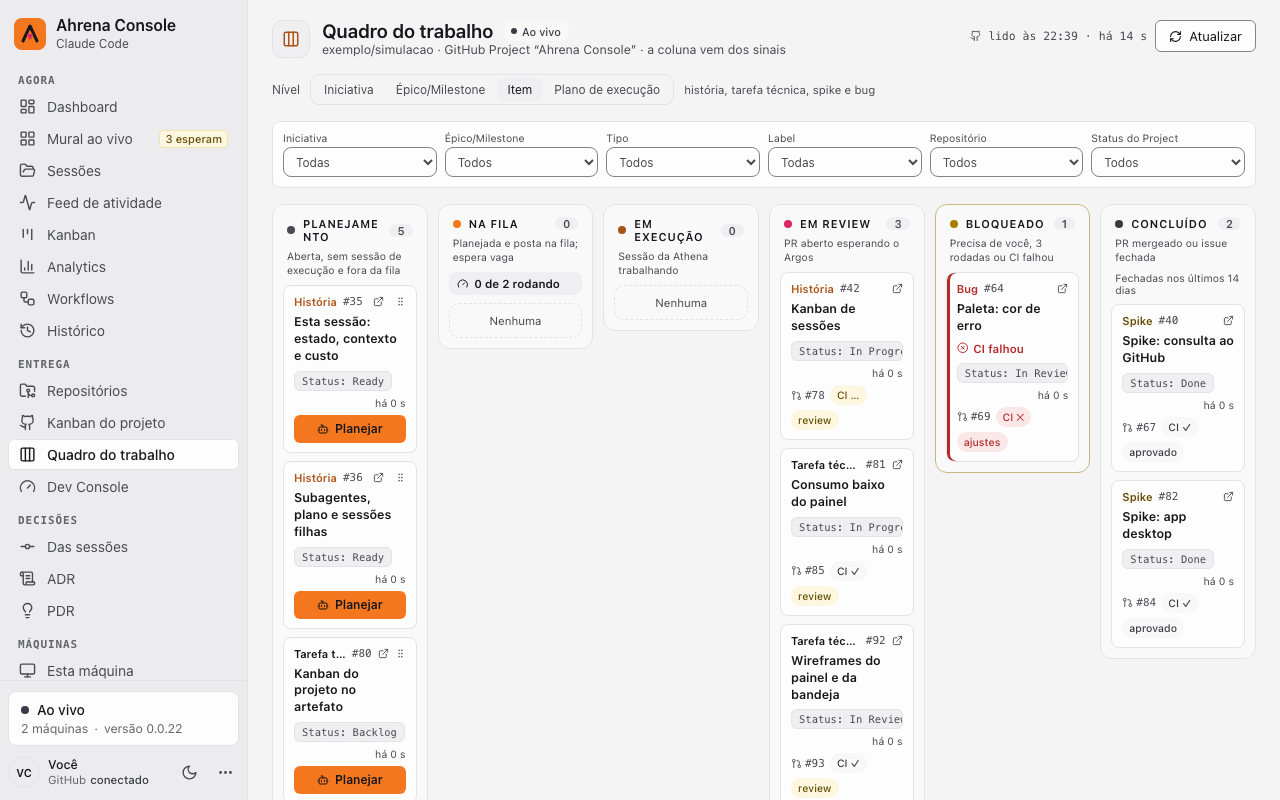 Ahrena Console
Claude Code
AGORA
Dashboard
Mural ao vivo
3 esperam
Sessões
Feed de atividade
Kanban
Analytics
Workflows
Histórico
ENTREGA
Repositórios
Kanban do projeto
Quadro do trabalho
Dev Console
DECISÕES
Das sessões
ADR
PDR
MÁQUINAS
Esta máquina
Ao vivo
2 máquinas · versão 0.0.22
VC
Você
GitHub conectado
Quadro do trabalho
Ao vivo
exemplo/simulacao · GitHub Project “Ahrena Console” · a coluna vem dos sinais
lido às 22:39 · há 14 s
Atualizar
Nível
Iniciativa
Épico/Milestone
Item
Plano de execução
história, tarefa técnica, spike e bug
Iniciativa
Todas
Épico/Milestone
Todos
Tipo
Todos
Label
Todas
Repositório
Todos
Status do Project
Todos
PLANEJAME
NTO
5
Aberta, sem sessão de
execução e fora da fila
História #35
Esta sessão:
estado, contexto
e custo
Status: Ready
há 0 s
Planejar
História #36
Subagentes,
plano e sessões
filhas
Status: Ready
há 0 s
Planejar
Tarefa t... #80
Kanban do
projeto no
artefato
Status: Backlog
há 0 s
Planejar
NA FILA
0
Planejada e posta na fila;
espera vaga
0 de 2 rodando
Nenhuma
EM
EXECUÇÃO
0
Sessão da Athena
trabalhando
Nenhuma
EM REVIEW
3
PR aberto esperando o
Argos
História #42
Kanban de
sessões
Status: In Progre
há 0 s
#78 CI ...
review
Tarefa téc... #81
Consumo baixo
do painel
Status: In Progre
há 0 s
#85 CI ✓
review
Tarefa téc... #92
Wireframes do
painel e da
bandeja
Status: In Review
há 0 s
#93 CI ✓
review
BLOQUEADO
1
Precisa de você, 3
rodadas ou CI falhou
Bug #64
Paleta: cor de
erro
CI falhou
Status: In Review
há 0 s
#69 CI ✕
ajustes
CONCLUÍDO
2
PR mergeado ou issue
fechada
Fechadas nos últimos 14
dias
Spike #40
Spike: consulta ao
GitHub
Status: Done
há 0 s
#67 CI ✓
aprovado
Spike #82
Spike: app
desktop
Status: Done
há 0 s
#84 CI ✓
aprovado